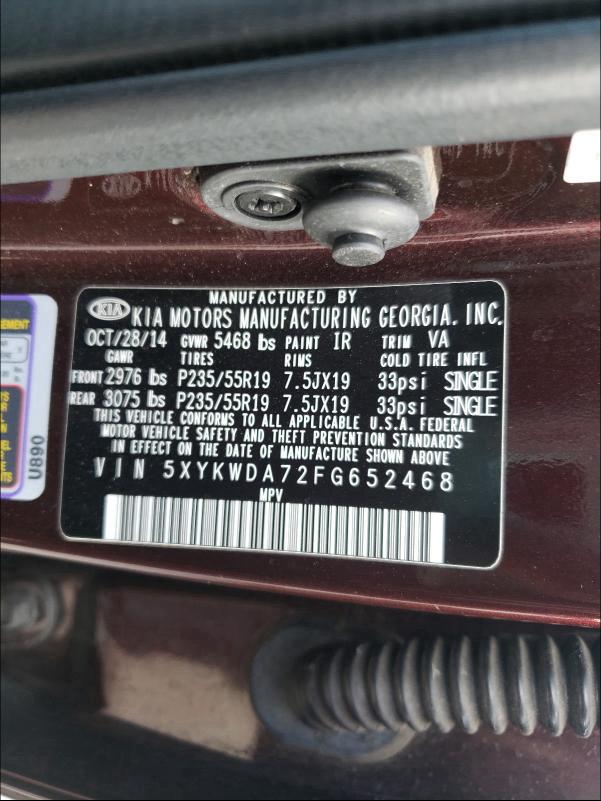 MANUFACTURED BY
KIA KIA MOTORS MANUFACTURING GEORGIA. INC.
OCT/28/14 GVWR 5468 lbs PAINT IR TRIM VA
GAWR TIRES RIMS COLD TIRE INFL
FRONT 2976 lbs P235/55R19 7.5JX19 33psi SINGLE
REAR 3075 lbs P235/55R19 7.5JX19 33psi SINGLE
THIS VEHICLE CONFORMS TO ALL APPLICABLE U.S.A. FEDERAL
MOTOR VEHICLE SAFETY AND THEFT PREVENTION STANDARDS
IN EFFECT ON THE DATE OF MANUFACTURE SHOWN ABOVE
VIN 5XYKWDA72FG652468
MPV
U890